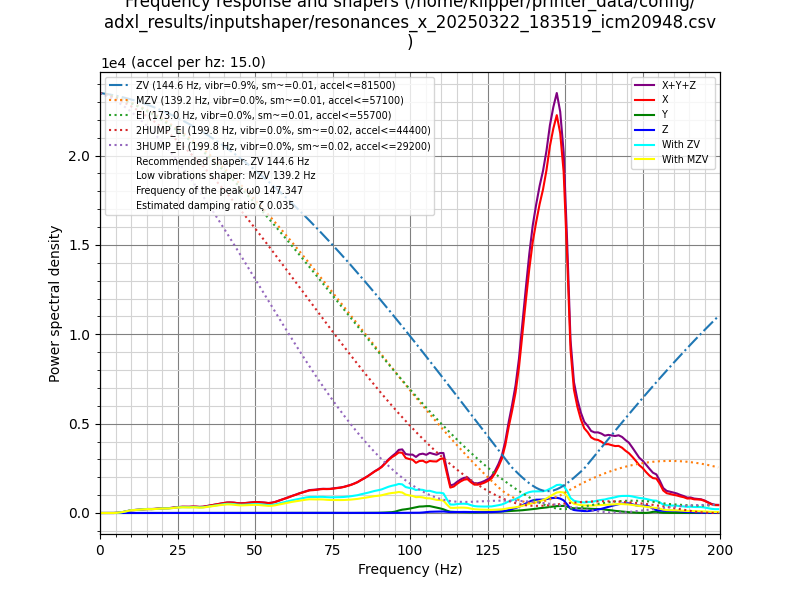 Frequency response and shapers (/home/klipper/printer_data/config/
adxl_results/inputshaper/resonances_x_20250322_183519_icm20948.csv
)
1e4 (accel per hz: 15.0)
ZV (144.6 Hz, vibr=0.9%, sm~=0.01, accel<=81500)
MZV (139.2 Hz, vibr=0.0%, sm~=0.01, accel<=57100)
EI (173.0 Hz, vibr=0.0%, sm~=0.01, accel<=55700)
2HUMP_EI (199.8 Hz, vibr=0.0%, sm~=0.02, accel<=44400)
3HUMP_EI (199.8 Hz, vibr=0.0%, sm~=0.02, accel<=29200)
Recommended shaper: ZV 144.6 Hz
Low vibrations shaper: MZV 139.2 Hz
Frequency of the peak ω0 147.347
Estimated damping ratio ζ 0.035
X+Y+Z
X
Y
Z
With ZV
With MZV
2.0
1.5
1.0
0.5
0.0
Power spectral density
0 25 50 75 100 125 150 175 200
Frequency (Hz)